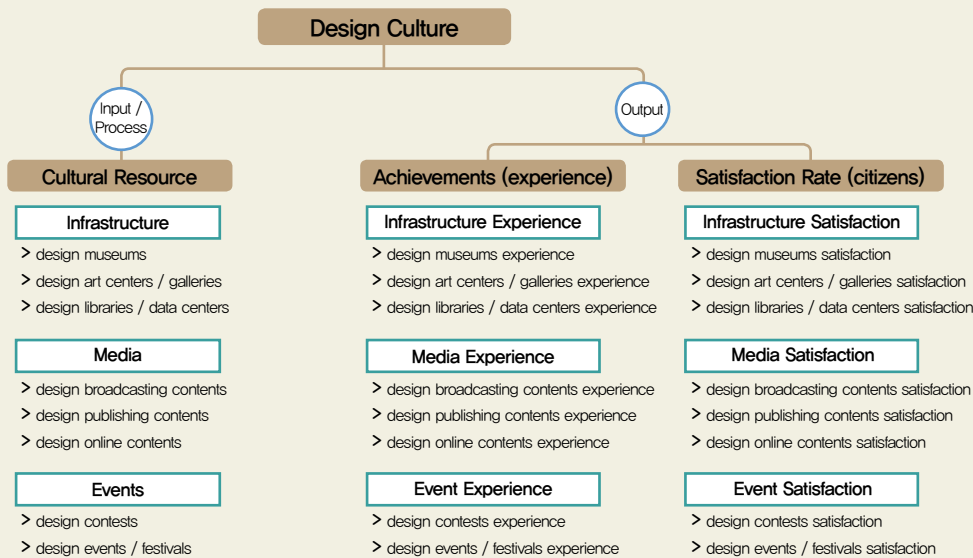 Design Culture
Input /
Process
Output
Cultural Resource
Infrastructure
> design museums
> design art centers / galleries
> design libraries / data centers
Media
> design broadcasting contents
> design publishing contents
> design online contents
Events
> design contests
> design events / festivals
Achievements (experience)
Infrastructure Experience
> design museums experience
> design art centers / galleries experience
> design libraries / data centers experience
Media Experience
> design broadcasting contents experience
> design publishing contents experience
> design online contents experience
Event Experience
> design contests experience
> design events / festivals experience
Satisfaction Rate (citizens)
Infrastructure Satisfaction
> design museums satisfaction
> design art centers / galleries satisfaction
> design libraries / data centers satisfaction
Media Satisfaction
> design broadcasting contents satisfaction
> design publishing contents satisfaction
> design online contents satisfaction
Event Satisfaction
> design contests satisfaction
> design events / festivals satisfaction